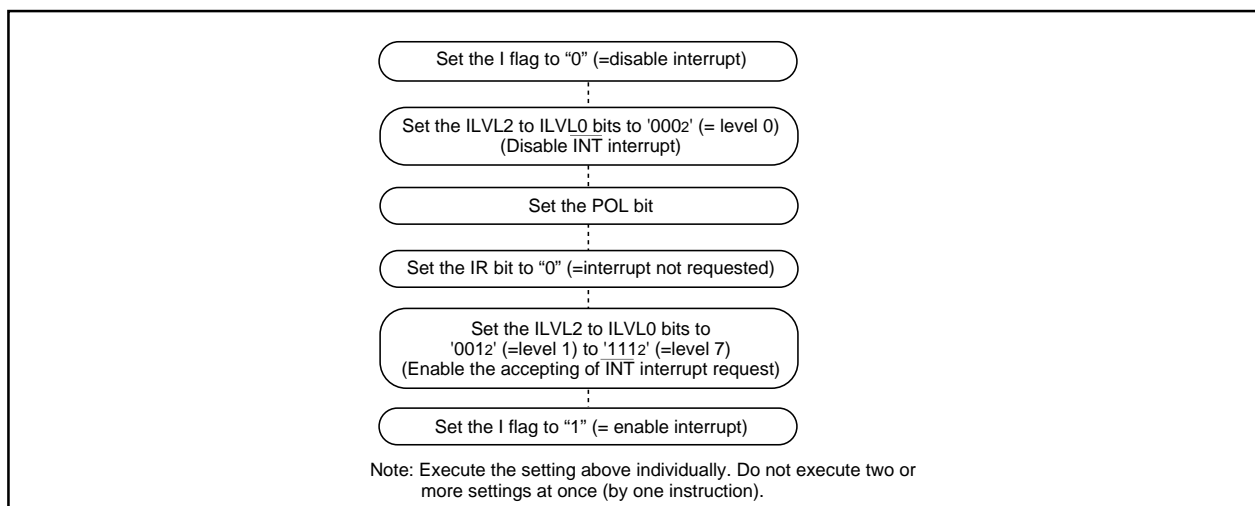 Set the I flag to “0” (=disable interrupt)
Set the ILVL2 to ILVL0 bits to '0002' (= level 0)
(Disable INT interrupt)
Set the POL bit
Set the IR bit to “0” (=interrupt not requested)
Set the ILVL2 to ILVL0 bits to
'0012' (=level 1) to '1112' (=level 7)
(Enable the accepting of INT interrupt request)
Set the I flag to “1” (= enable interrupt)
Note: Execute the setting above individually. Do not execute two or
more settings at once (by one instruction).